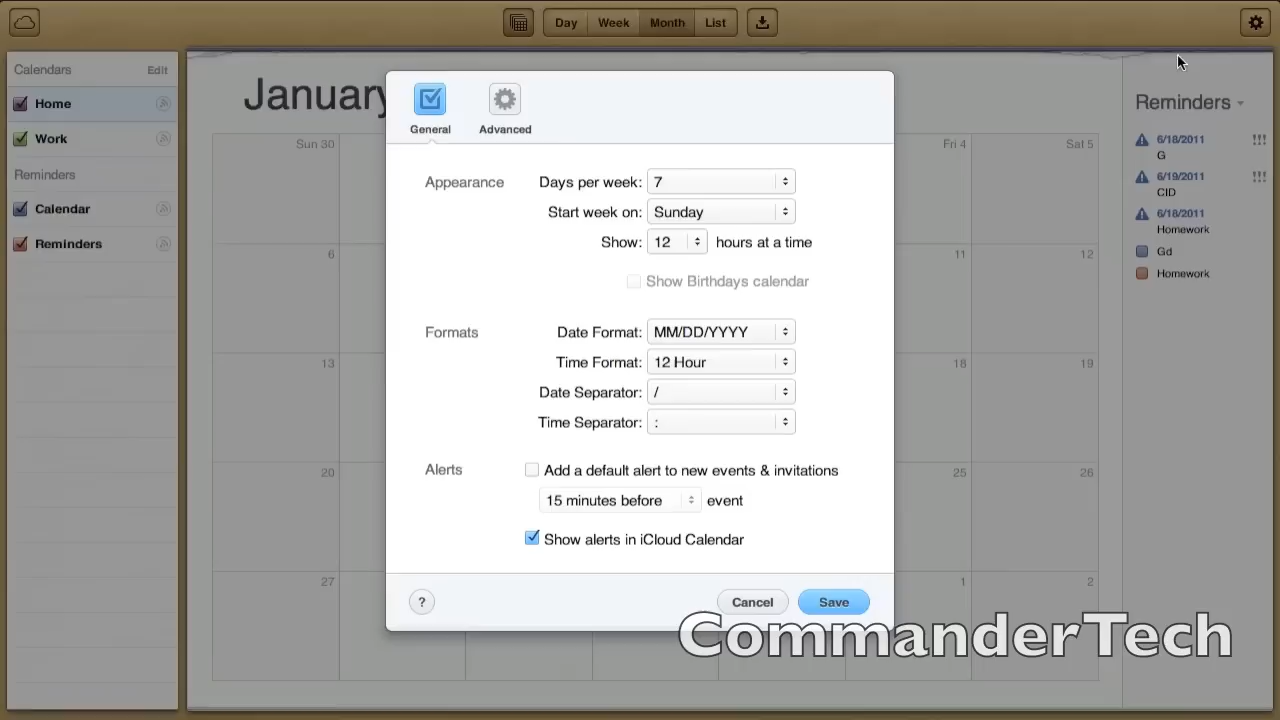 Day Week Month List
Calendars Edit
Home
Work
Reminders
Calendar
Reminders
January
Sun 30 Fri 4 Sat 5
6 11 12
13 18 19
20 25 26
27 1 2
Reminders
6/18/2011 !!!
G
6/19/2011 !!!
CID
6/18/2011
Homework
Gd
Homework
General Advanced
Appearance Days per week: 7
Start week on: Sunday
Show: 12 hours at a time
Show Birthdays calendar
Formats Date Format: MM/DD/YYYY
Time Format: 12 Hour
Date Separator: /
Time Separator: :
Alerts Add a default alert to new events & invitations
15 minutes before event
Show alerts in iCloud Calendar
? Cancel Save
CommanderTech